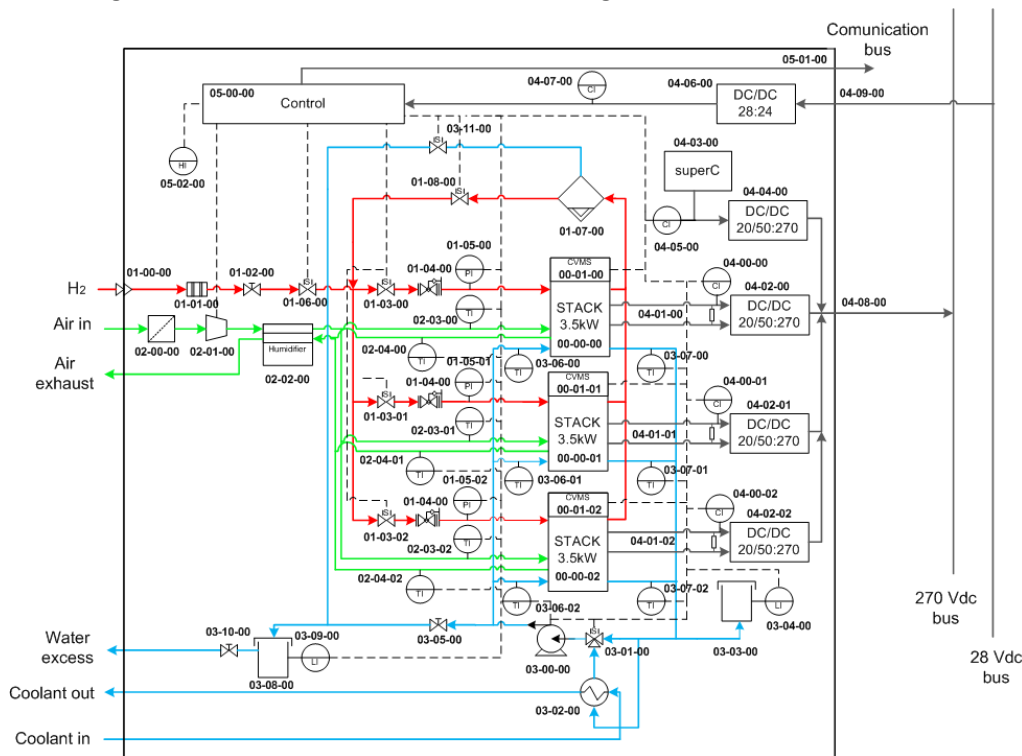 Comunication
bus
05-01-00
04-07-00
04-06-00
CI
DC/DC
28:24
04-09-00
05-00-00
Control
03-11-00
ISI
HI
05-02-00
04-03-00
superC
01-08-00
ISI
04-04-00
DC/DC
20/50:270
CI
04-05-00
01-07-00
01-00-00
01-02-00
01-05-00
01-04-00
CVMS
00-01-00
04-00-00
CI
04-02-00
PI
H2
ISI
ISI
01-01-00
01-06-00
01-03-00
STACK
3.5kW
00-00-00
04-01-00
DC/DC
20/50:270
04-08-00
TI
02-03-00
Air in
02-00-00
02-01-00
Humidifier
02-02-00
02-04-00
TI
01-05-01
TI
03-06-00
03-07-00
TI
Air
exhaust
01-04-00
PI
CVMS
00-01-01
04-00-01
CI
04-02-01
ISI
01-03-01
STACK
3.5kW
00-00-01
04-01-01
DC/DC
20/50:270
TI
02-03-01
02-04-01
TI
TI
03-06-01
03-07-01
TI
01-05-02
01-04-00
PI
CVMS
00-01-02
04-00-02
CI
04-02-02
ISI
01-03-02
STACK
3.5kW
00-00-02
04-01-02
DC/DC
20/50:270
TI
02-03-02
02-04-02
TI
TI
03-06-02
03-07-02
TI
LI
03-04-00
03-03-00
270 Vdc
bus
28 Vdc
bus
Water
excess
03-10-00
03-09-00
LI
03-08-00
03-05-00
03-00-00
ISI
03-01-00
Coolant out
03-02-00
Coolant in